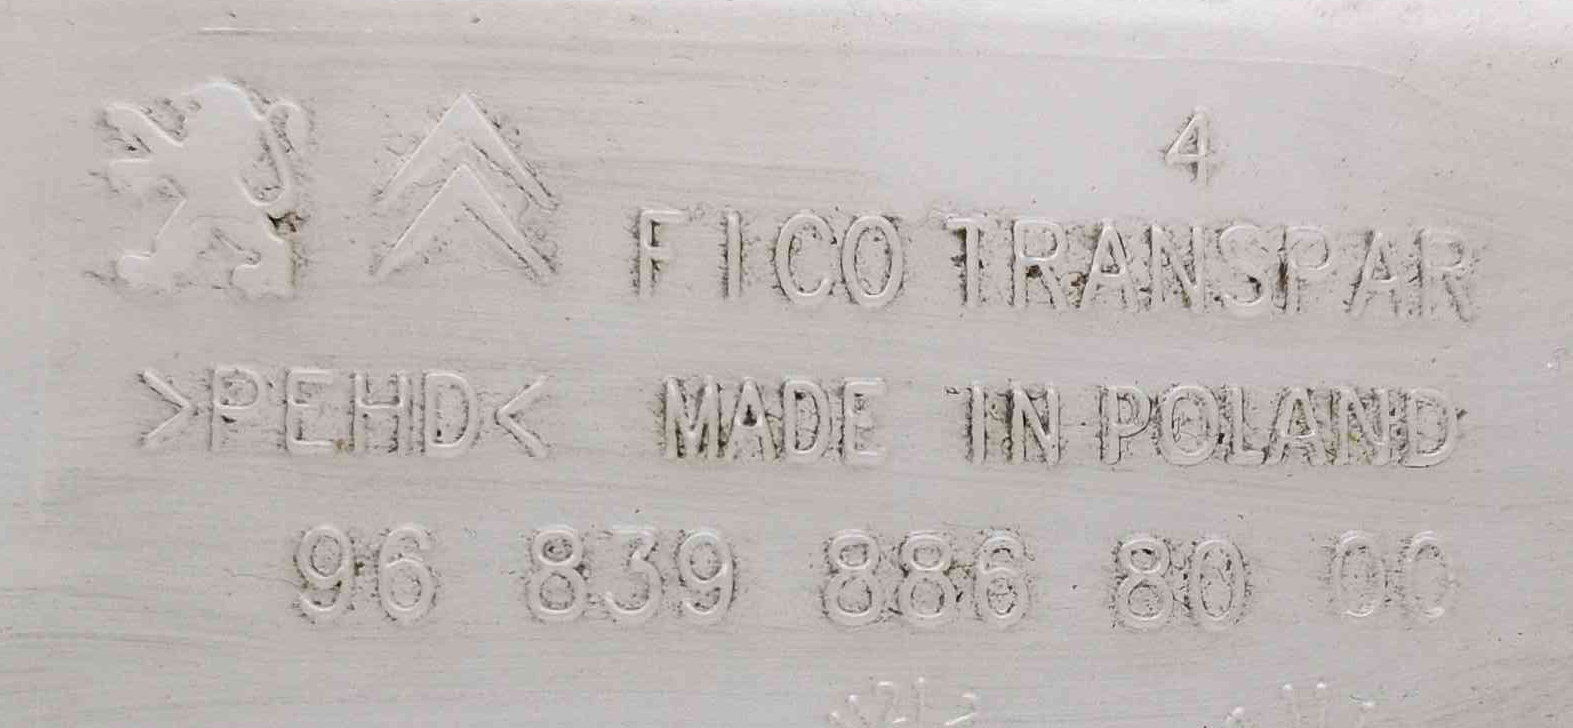 4
FICO TRANSPAR
>PEHD< MADE IN POLAND
96 839 886 80 00